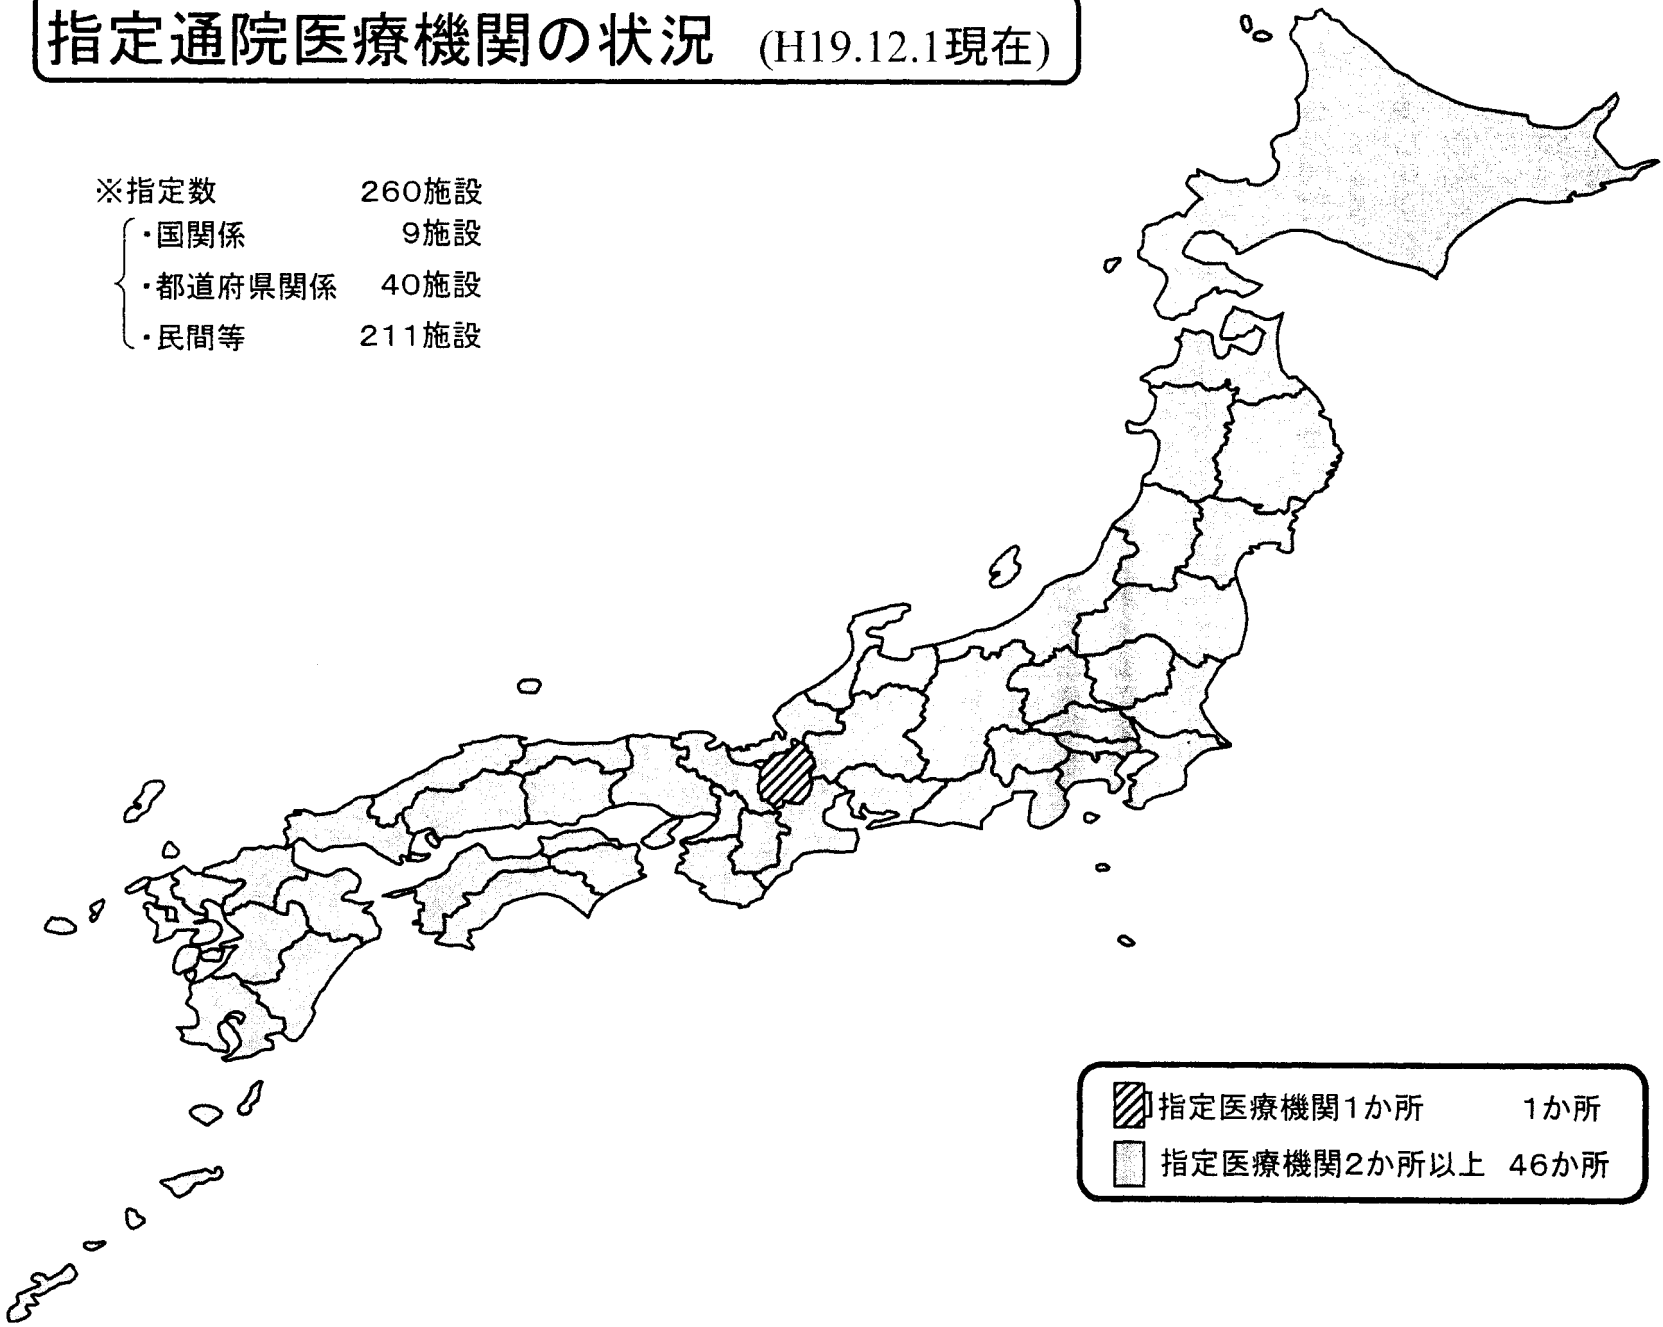 指定通院医療機関の状況 (H19.12.1現在)
※指定数 260施設
・国関係 9施設
・都道府県関係 40施設
・民間等 211施設
指定医療機関1か所 1か所
指定医療機関2か所以上 46か所